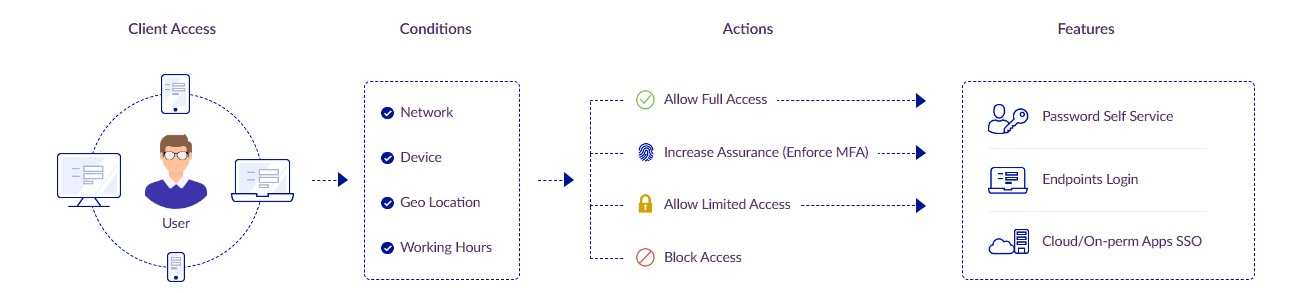 Client Access
Conditions
Actions
Features
User
Network
Device
Geo Location
Working Hours
Allow Full Access
Increase Assurance (Enforce MFA)
Allow Limited Access
Block Access
Password Self Service
Endpoints Login
Cloud/On-perm Apps SSO